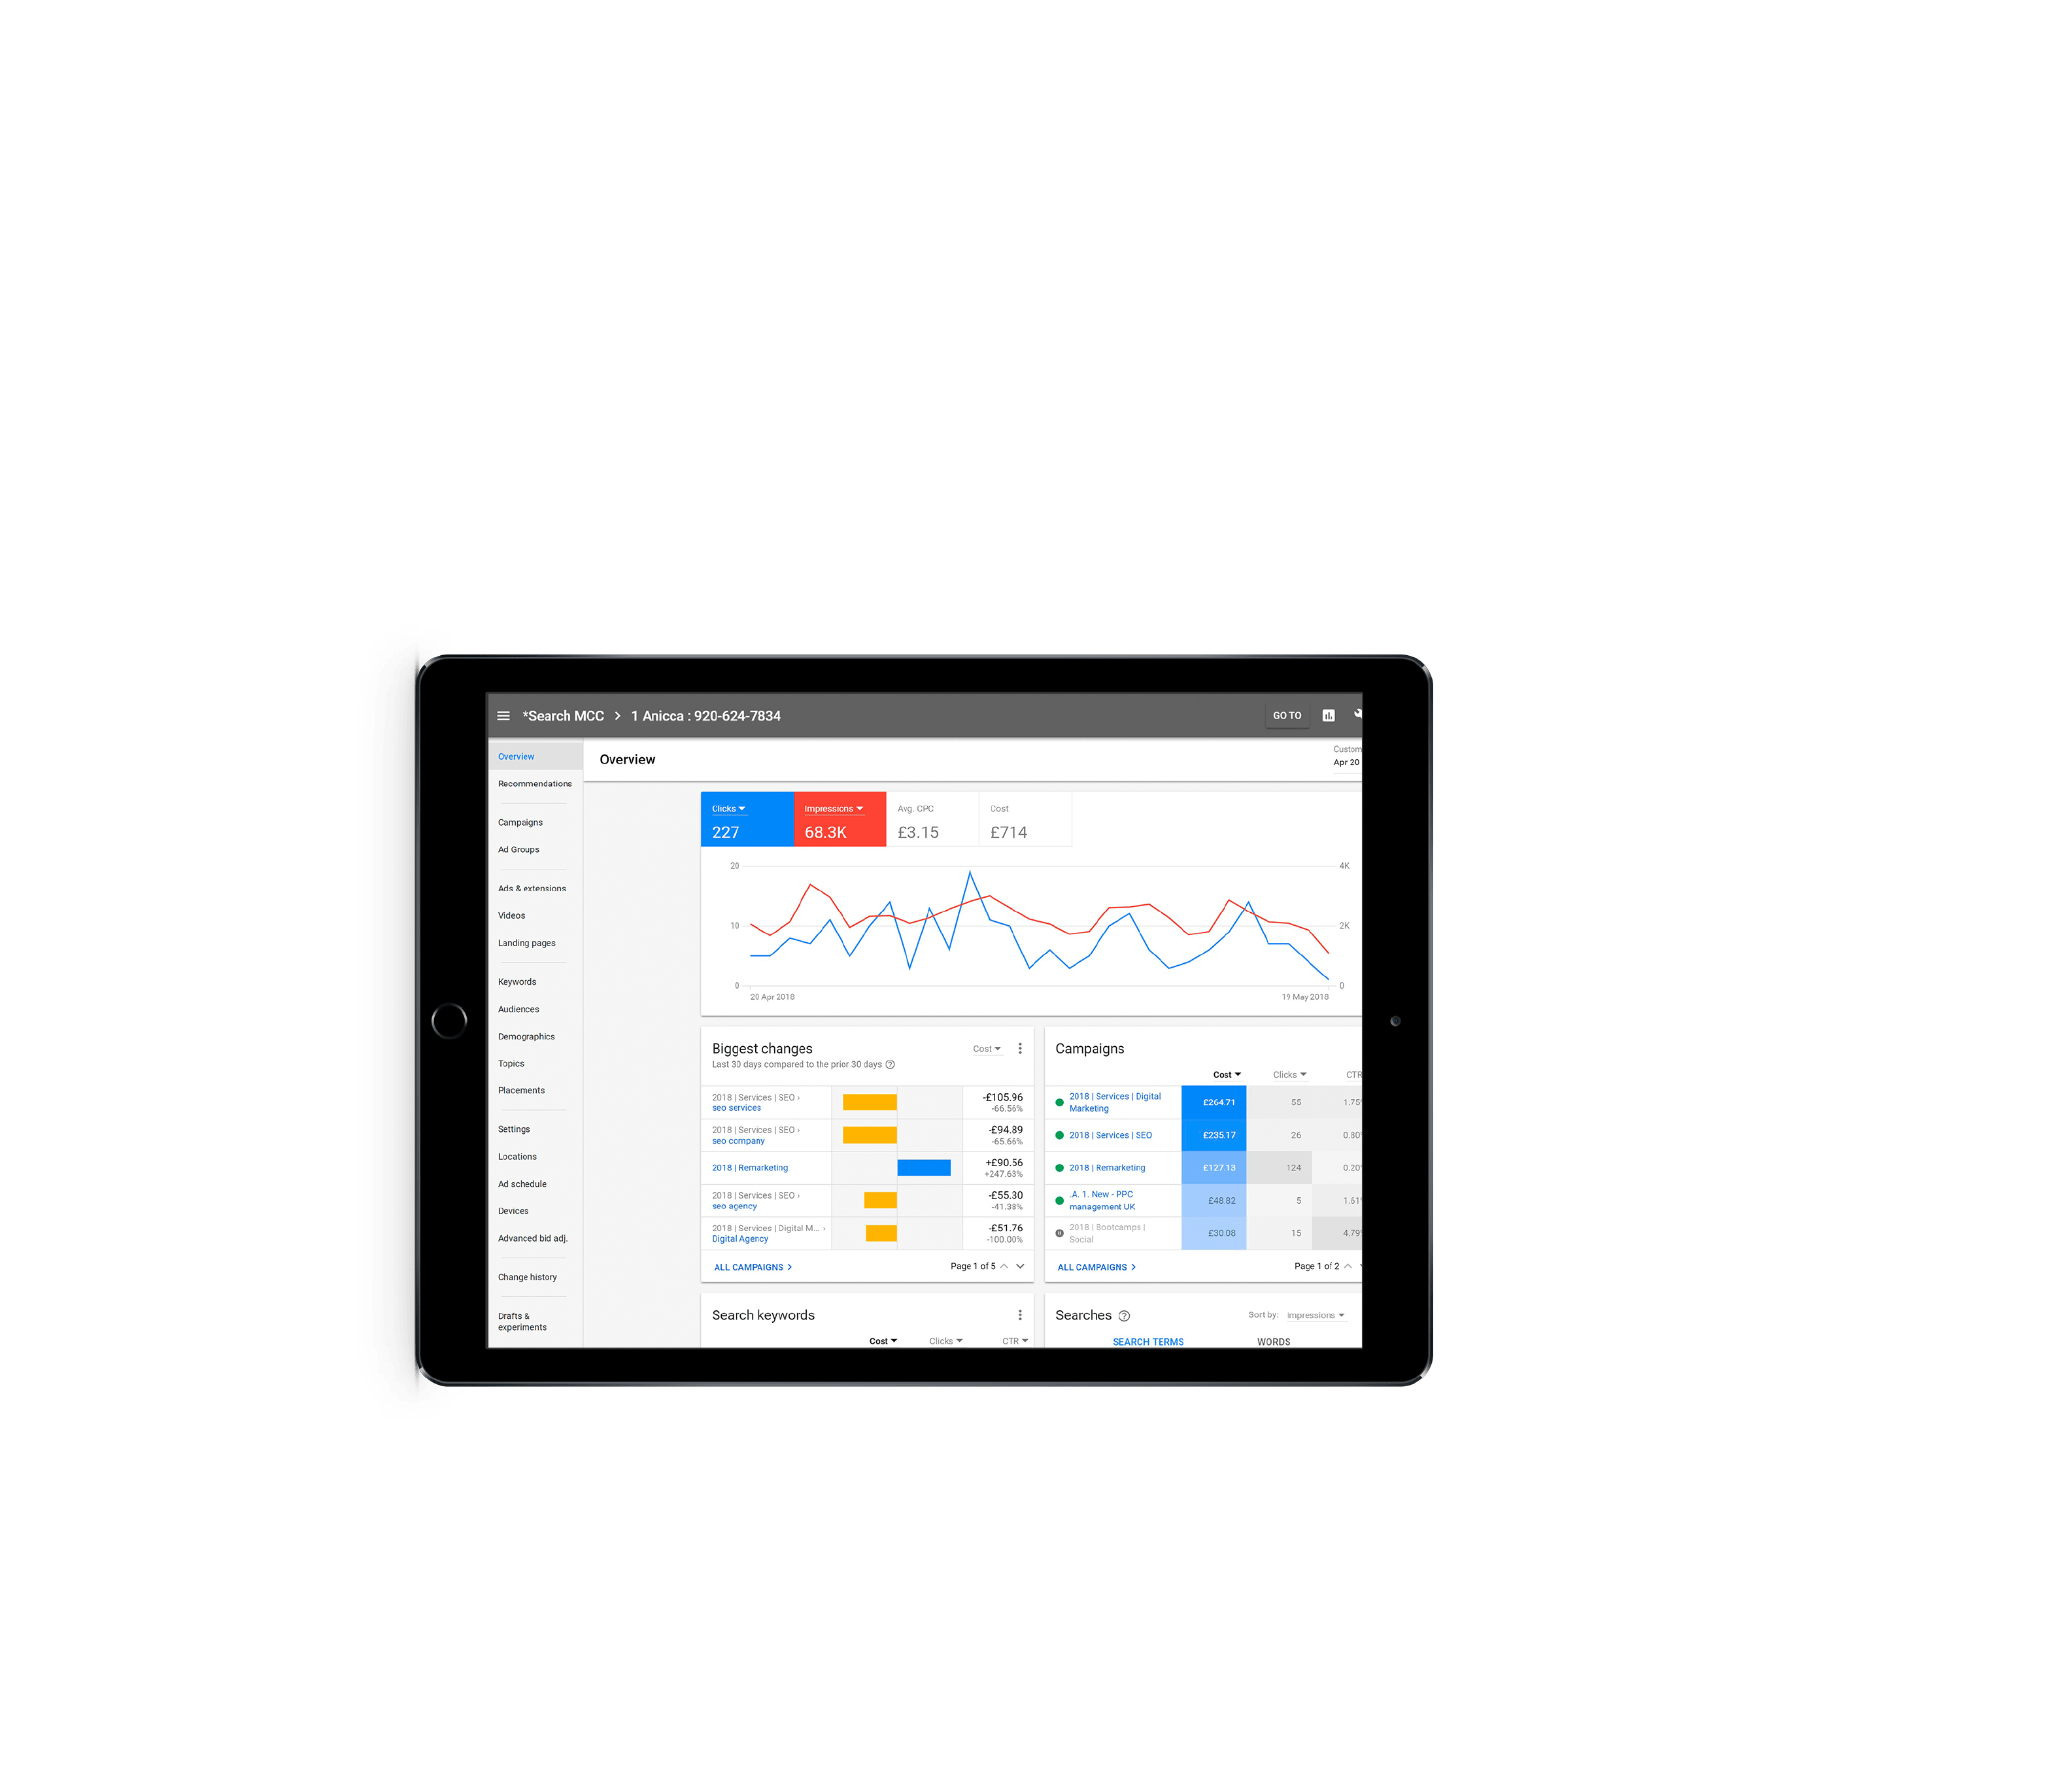 *Search MCC > 1 Anicca : 920-624-7834
GO TO
Overview
Recommendations
Campaigns
Ad Groups
Ads & extensions
Videos
Landing pages
Keywords
Audiences
Demographics
Topics
Placements
Settings
Locations
Ad schedule
Devices
Advanced bid adj.
Change history
Drafts &
experiments
Overview
Custom
Apr 20
Clicks
227
Impressions
68.3K
Avg. CPC
£3.15
Cost
£714
20
10
0
4K
2K
0
20 Apr 2018
19 May 2018
Biggest changes
Cost
Last 30 days compared to the prior 30 days
2018 | Services | SEO ›
seo services
-£105.96
-66.56%
2018 | Services | SEO ›
seo company
-£94.89
-65.66%
2018 | Remarketing
+£90.56
+247.63%
2018 | Services | SEO ›
seo agency
-£55.30
-41.38%
2018 | Services | Digital M... ›
Digital Agency
-£51.76
-100.00%
ALL CAMPAIGNS >
Page 1 of 5
Campaigns
Cost Clicks CTR
2018 | Services | Digital
Marketing
£264.71 55 1.75
2018 | Services | SEO
£235.17 26 0.80
2018 | Remarketing
£127.13 124 0.20
.A. 1. New - PPC
management UK
£48.82 5 1.61
2018 | Bootcamps |
Social
£30.08 15 4.79
ALL CAMPAIGNS >
Page 1 of 2
Search keywords
Cost Clicks CTR
Searches
Sort by: Impressions
SEARCH TERMS WORDS